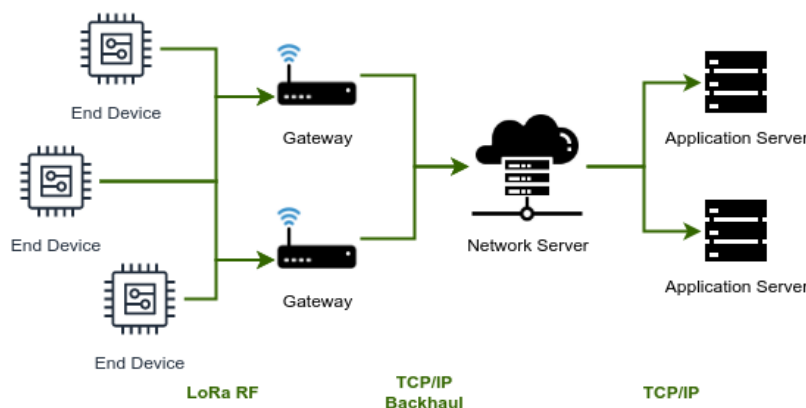 End Device
Gateway
Application Server
End Device
Network Server
Gateway
Application Server
End Device
LoRa RF
TCP/IP
Backhaul
TCP/IP